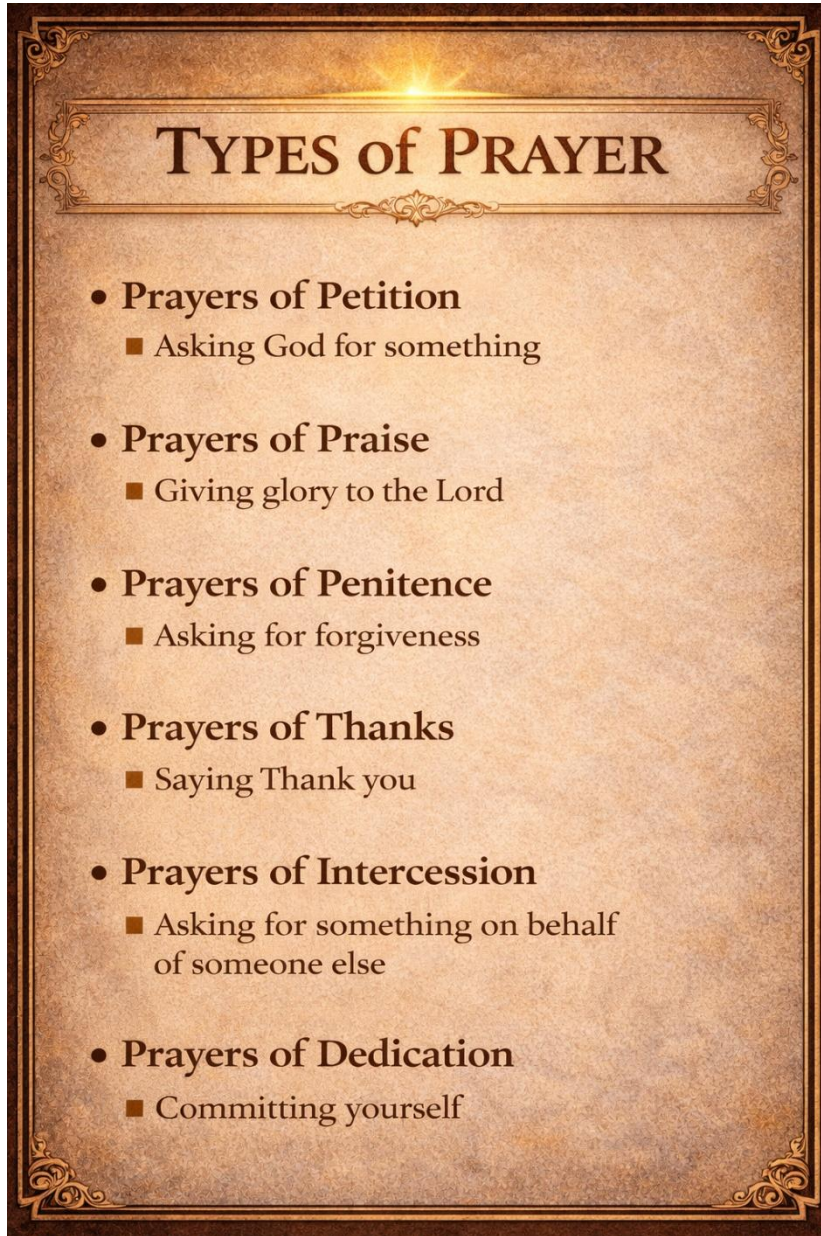 TYPES of PRAYER
• Prayers of Petition
■ Asking God for something
• Prayers of Praise
■ Giving glory to the Lord
• Prayers of Penitence
■ Asking for forgiveness
• Prayers of Thanks
■ Saying Thank you
• Prayers of Intercession
■ Asking for something on behalf
of someone else
• Prayers of Dedication
■ Committing yourself